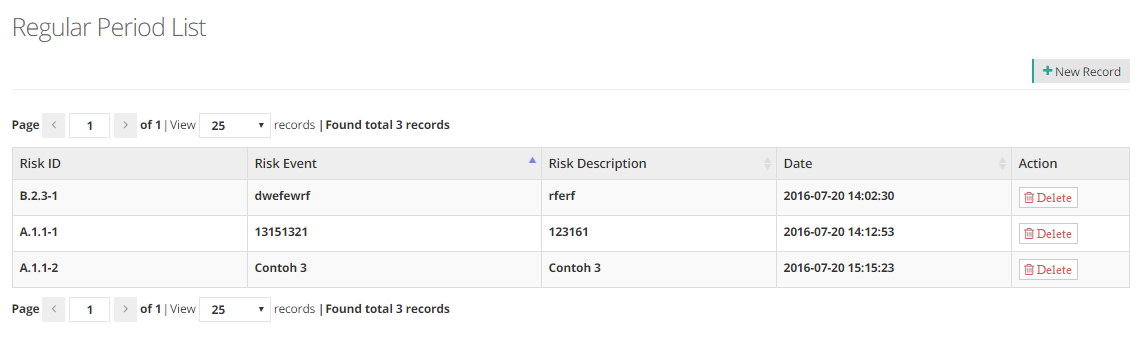 Regular Period List
New Record
Page 1 of 1 | View 25 records | Found total 3 records
Risk ID Risk Event Risk Description Date Action
B.2.3-1 dwefewrf rferf 2016-07-20 14:02:30 Delete
A.1.1-1 13151321 123161 2016-07-20 14:12:53 Delete
A.1.1-2 Contoh 3 Contoh 3 2016-07-20 15:15:23 Delete
Page 1 of 1 | View 25 records | Found total 3 records